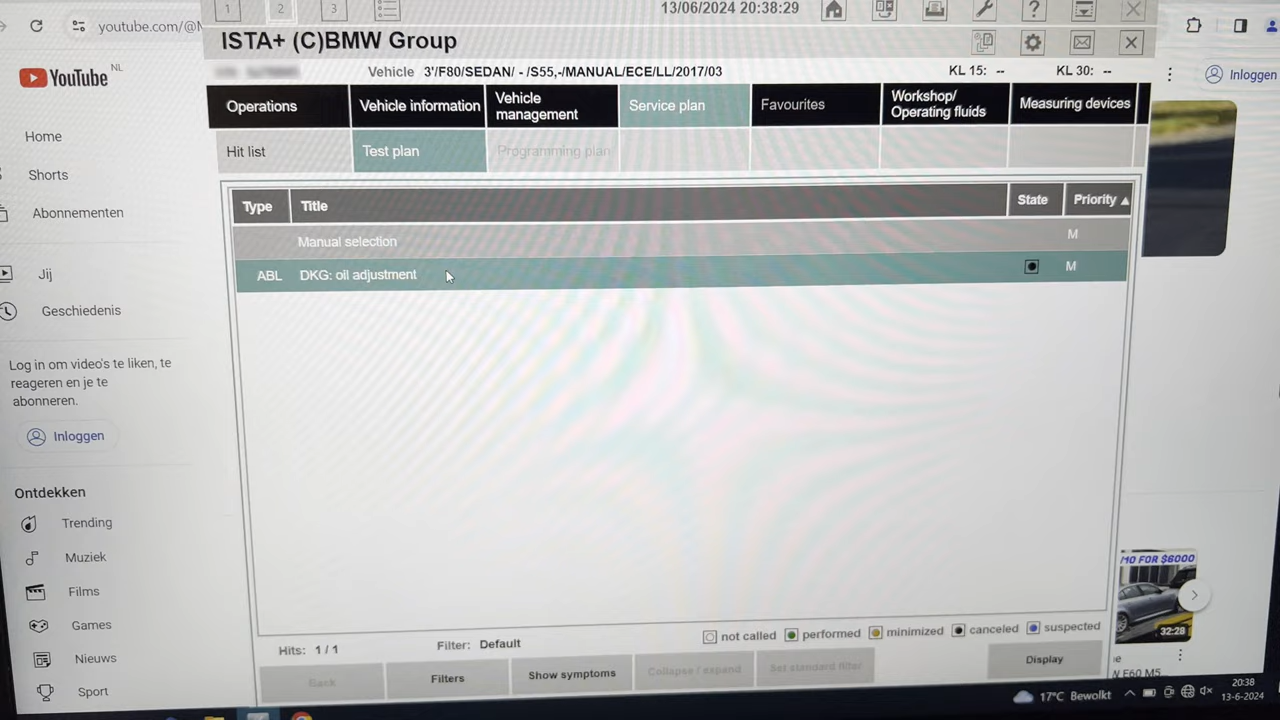 1 2 3 13/06/2024 20:38:29
youtube.com/@
ISTA+ (C)BMW Group
YouTube NL
Vehicle 3'/F80/SEDAN/ - /S55,-/MANUAL/ECE/LL/2017/03 KL 15: -- KL 30: --
Inloggen
Operations Vehicle information Vehicle management Service plan Favourites Workshop/ Operating fluids Measuring devices
Hit list Test plan Programming plan
Home
Shorts
Abonnementen
Jij
Geschiedenis
Log in om video's te liken, te
reageren en je te
abonneren.
Inloggen
Ontdekken
Trending
Muziek
Films
Games
Nieuws
Sport
Type Title State Priority
Manual selection M
ABL DKG: oil adjustment M
Hits: 1 / 1 Filter: Default not called performed minimized canceled suspected
Back Filters Show symptoms Collapse / expand Set standard filter Display
/10 FOR $6000
32:28
E60 M5
17°C Bewolkt
20:38
13-6-2024